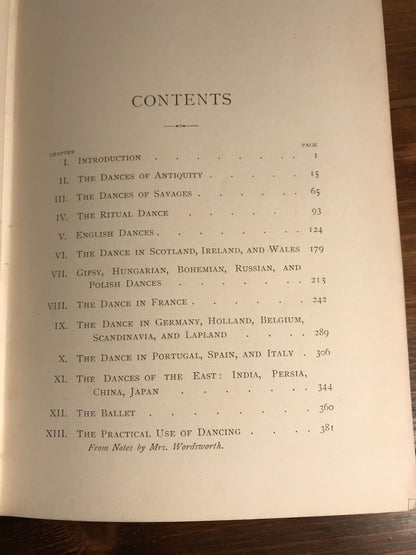 CONTENTS
CHAPTER PAGE
I. INTRODUCTION . . . . . . . 1
II. THE DANCES OF ANTIQUITY . . . . . 15
III. THE DANCES OF SAVAGES . . . . . . 65
IV. THE RITUAL DANCE . . . . . . 93
V. ENGLISH DANCES . . . . . . . 124
VI. THE DANCE IN SCOTLAND, IRELAND, AND WALES 179
VII. GIPSY, HUNGARIAN, BOHEMIAN, RUSSIAN, AND
POLISH DANCES . . . . . . 213
VIII. THE DANCE IN FRANCE . . . . . . 242
IX. THE DANCE IN GERMANY, HOLLAND, BELGIUM,
SCANDINAVIA, AND LAPLAND . . . . 289
X. THE DANCE IN PORTUGAL, SPAIN, AND ITALY . 306
XI. THE DANCES OF THE EAST: INDIA, PERSIA,
CHINA, JAPAN . . . . . . 344
XII. THE BALLET . . . . . . . 360
XIII. THE PRACTICAL USE OF DANCING . . . . 381
From Notes by Mrs. Wordsworth.